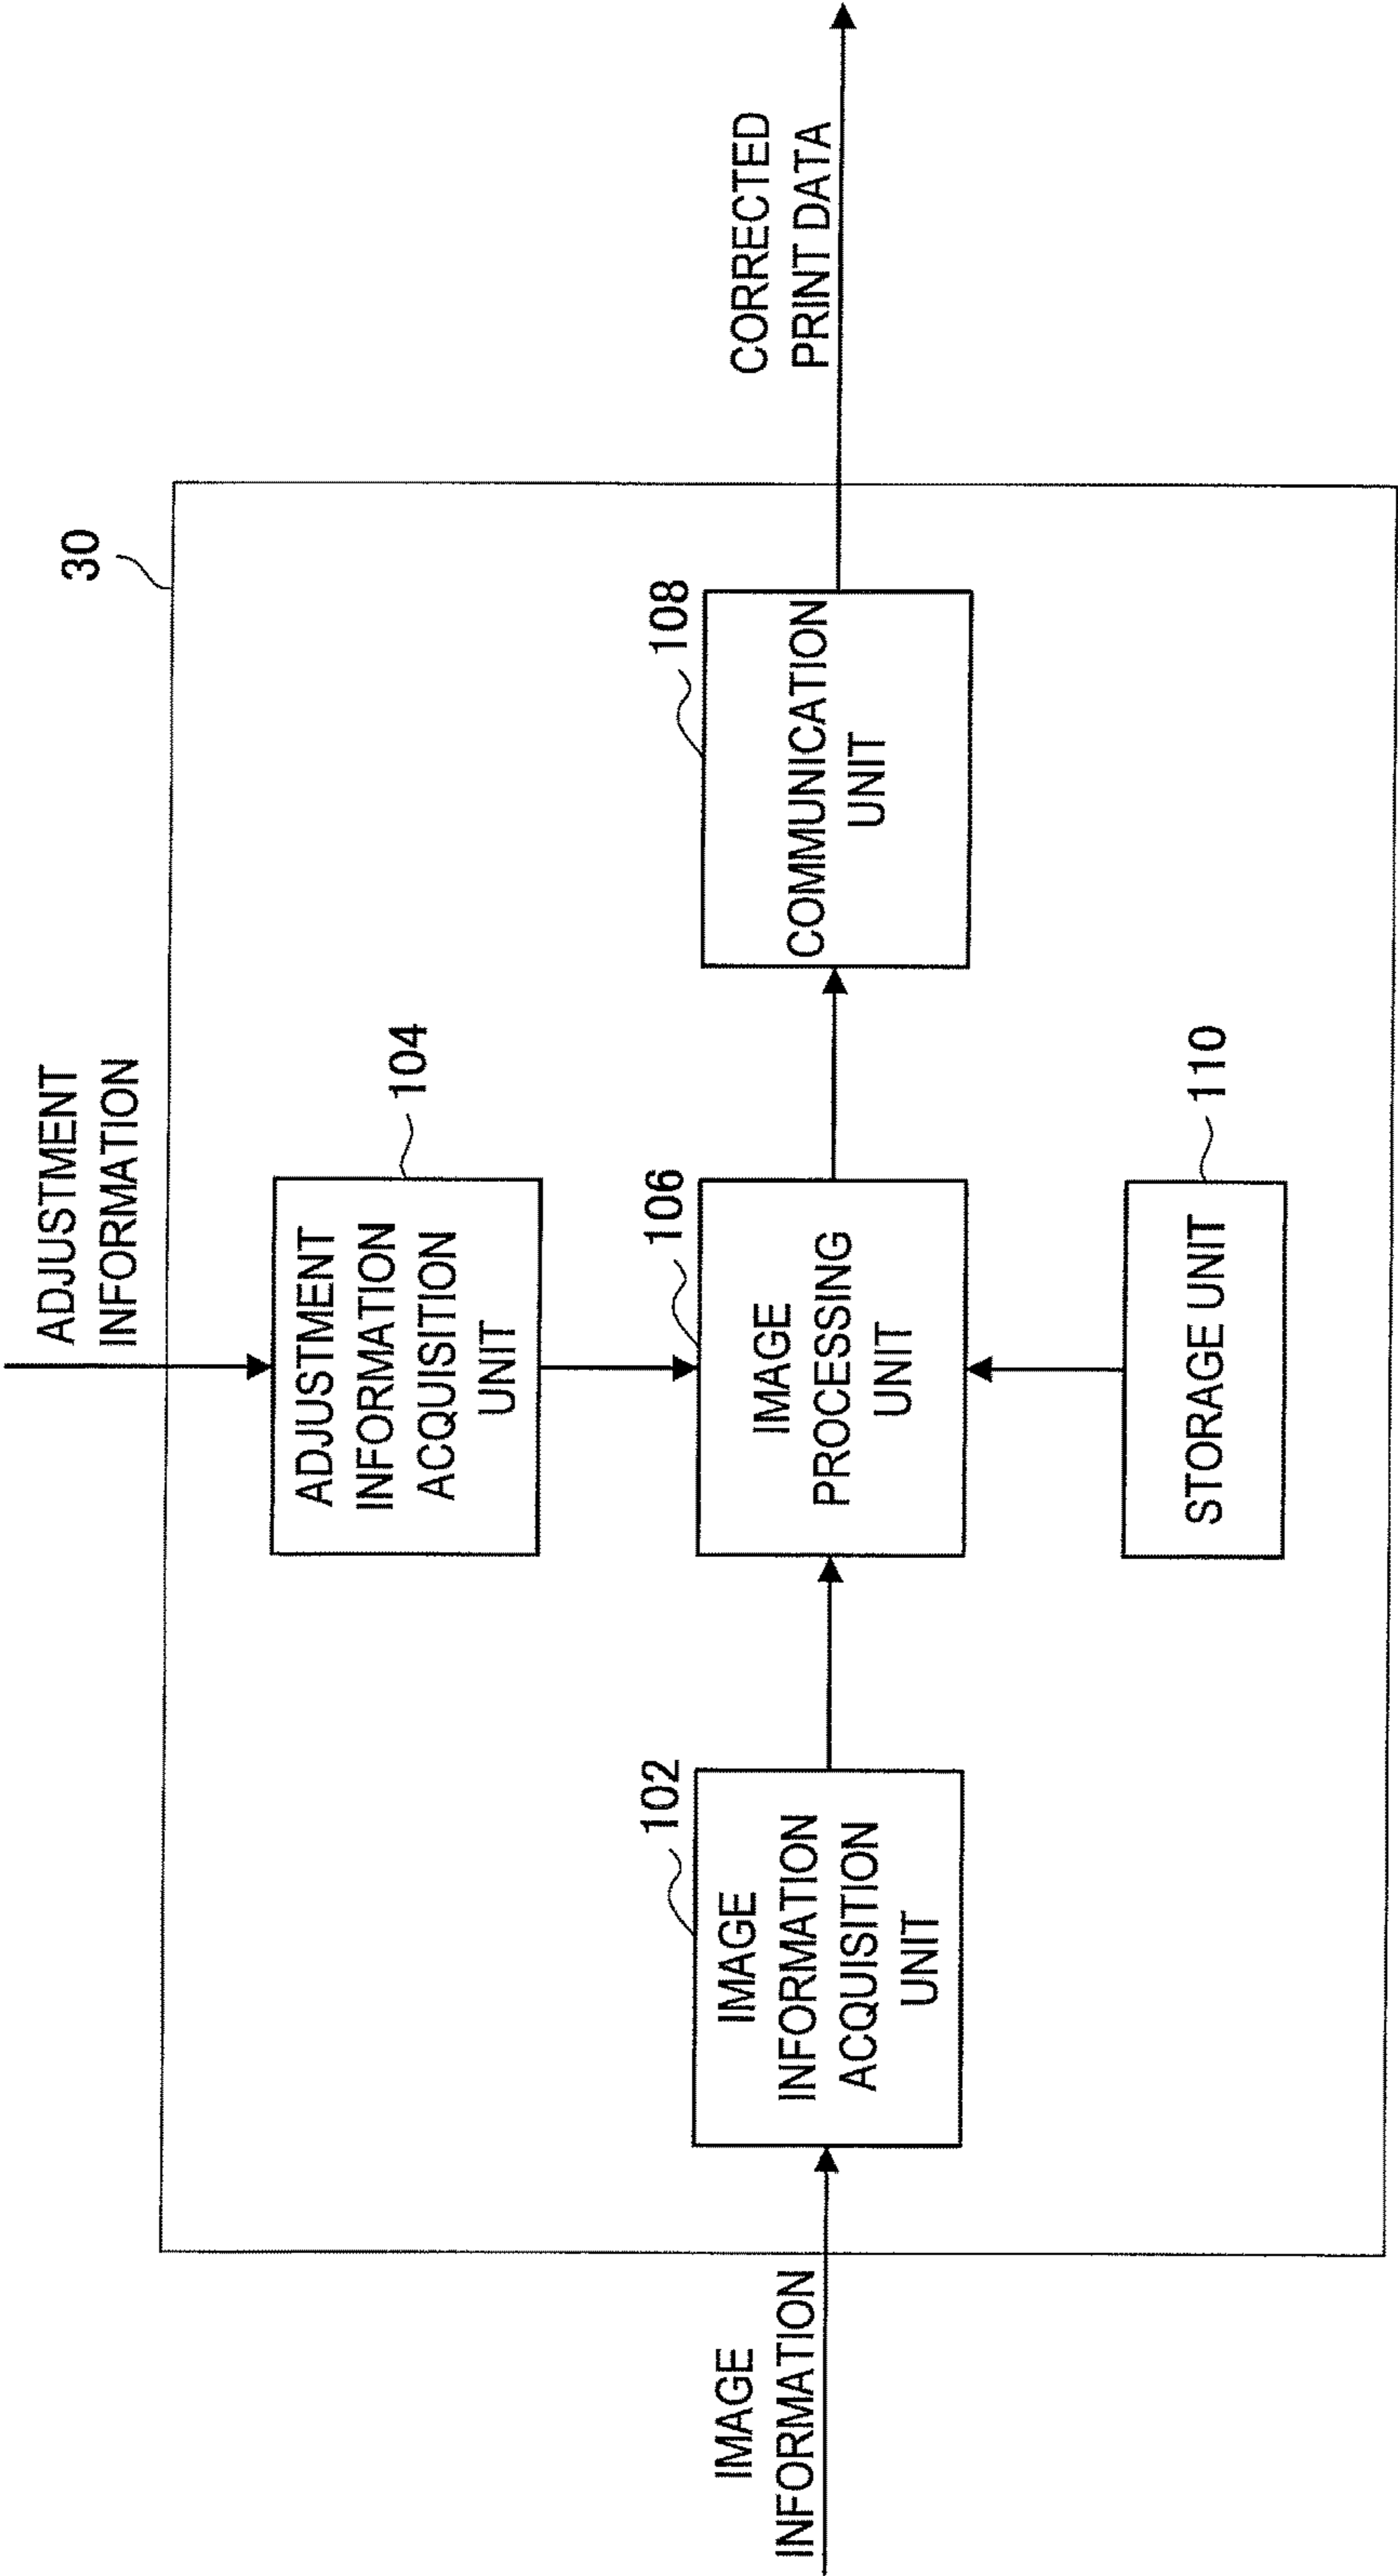 ADJUSTMENT
INFORMATION
30
ADJUSTMENT
INFORMATION
ACQUISITION
UNIT
104
IMAGE
INFORMATION
IMAGE
INFORMATION
ACQUISITION
UNIT
102
IMAGE
PROCESSING
UNIT
106
COMMUNICATION
UNIT
108
CORRECTED
PRINT DATA
STORAGE UNIT
110